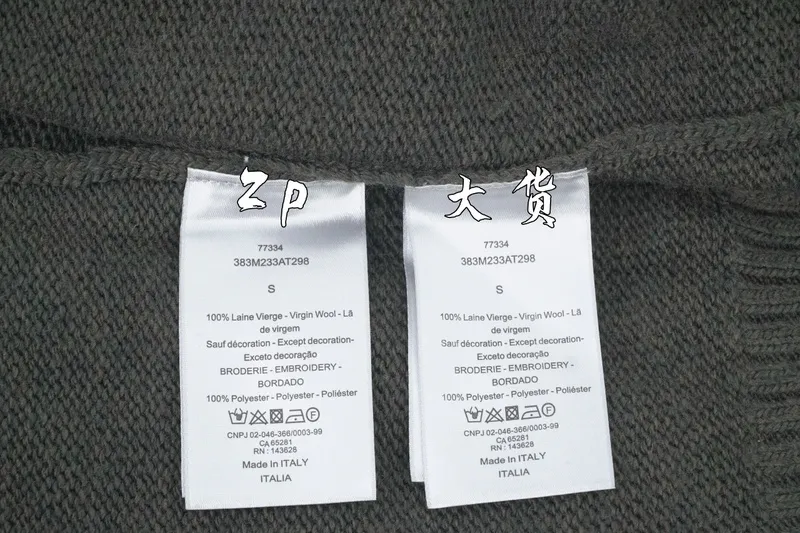 Zp
77334
383M233AT298
S
100% Laine Vierge - Virgin Wool - Lã
de virgem
Sauf décoration - Except decoration-
Exceto decoração
BRODERIE - EMBROIDERY -
BORDADO
100% Polyester - Polyester - Poliéster
CNPJ 02-046-366/0003-99
CA 65281
RN : 143628
Made In ITALY
ITALIA
大货
77334
383M233AT298
S
100% Laine Vierge - Virgin Wool - Lã
de virgem
Sauf décoration - Except decoration-
Exceto decoração
BRODERIE - EMBROIDERY -
BORDADO
100% Polyester - Polyester - Poliéster
CNPJ 02-046-366/0003-99
CA 65281
RN : 143628
Made In ITALY
ITALIA